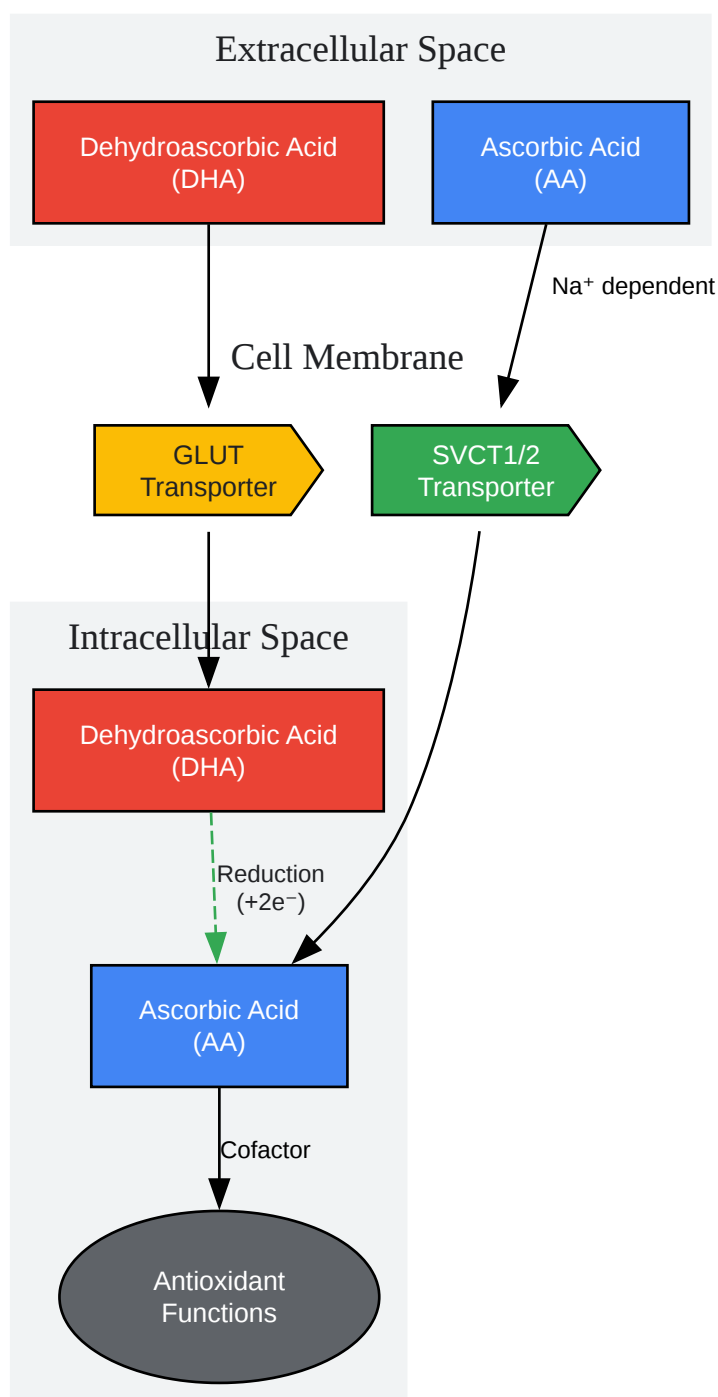 Extracellular Space
Dehydroascorbic Acid
(DHA)
Ascorbic Acid
(AA)
Na⁺ dependent
Cell Membrane
GLUT
Transporter
SVCT1/2
Transporter
Intracellular Space
Dehydroascorbic Acid
(DHA)
Reduction
(+2e⁻)
Ascorbic Acid
(AA)
Cofactor
Antioxidant
Functions